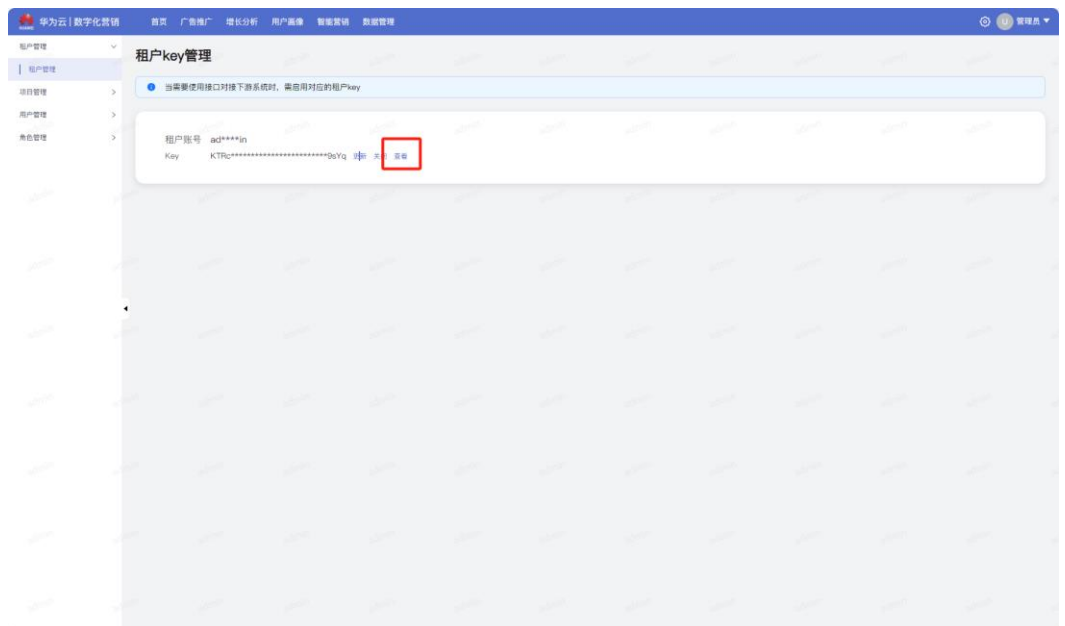 华为云 | 数字化营销 首页 广告推广 增长分析 用户画像 智能营销 数据管理 U 管理员
租户管理
租户管理
项目管理
用户管理
角色管理
租户key管理
当需要使用接口对接下游系统时，需启用对应的租户key
租户账号 ad****in
Key KTRc************************9sYq 更新 关闭 查看